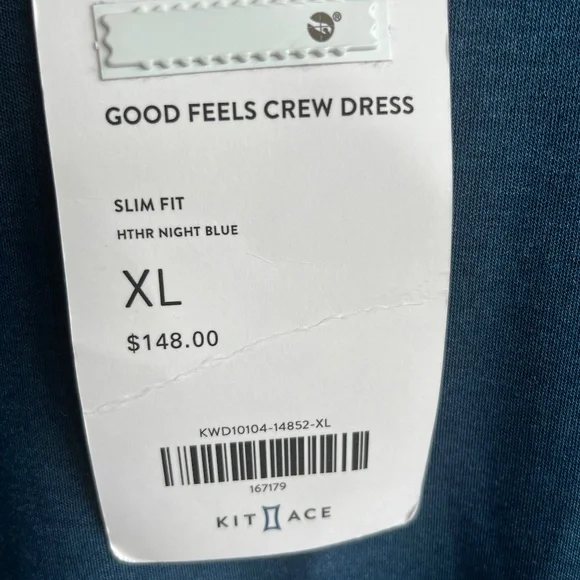 GOOD FEELS CREW DRESS
SLIM FIT
HTHR NIGHT BLUE
XL
$148.00
KWD10104-14852-XL
167179
KIT ACE